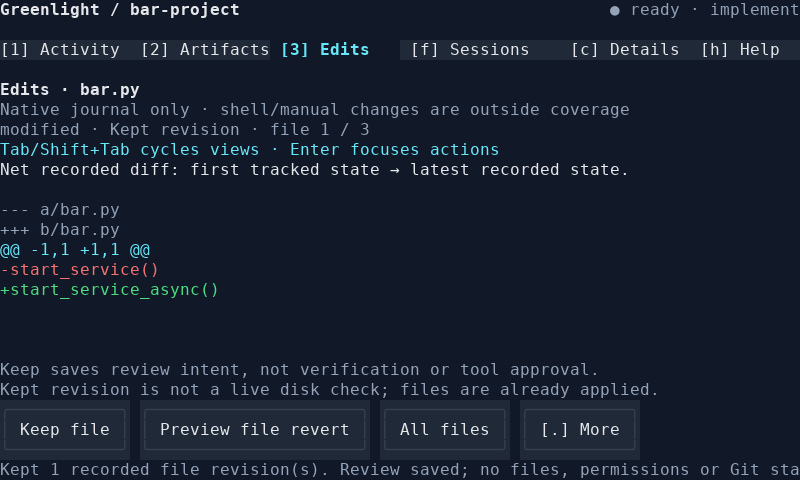 Greenlight / bar-project ● ready · implement
[1] Activity [2] Artifacts [3] Edits [f] Sessions [c] Details [h] Help
Edits · bar.py
Native journal only · shell/manual changes are outside coverage
modified · Kept revision · file 1 / 3
Tab/Shift+Tab cycles views · Enter focuses actions
Net recorded diff: first tracked state → latest recorded state.
--- a/bar.py
+++ b/bar.py
@@ -1,1 +1,1 @@
-start_service()
+start_service_async()
Keep saves review intent, not verification or tool approval.
Kept revision is not a live disk check; files are already applied.
Keep file Preview file revert All files [.] More
Kept 1 recorded file revision(s). Review saved; no files, permissions or Git sta